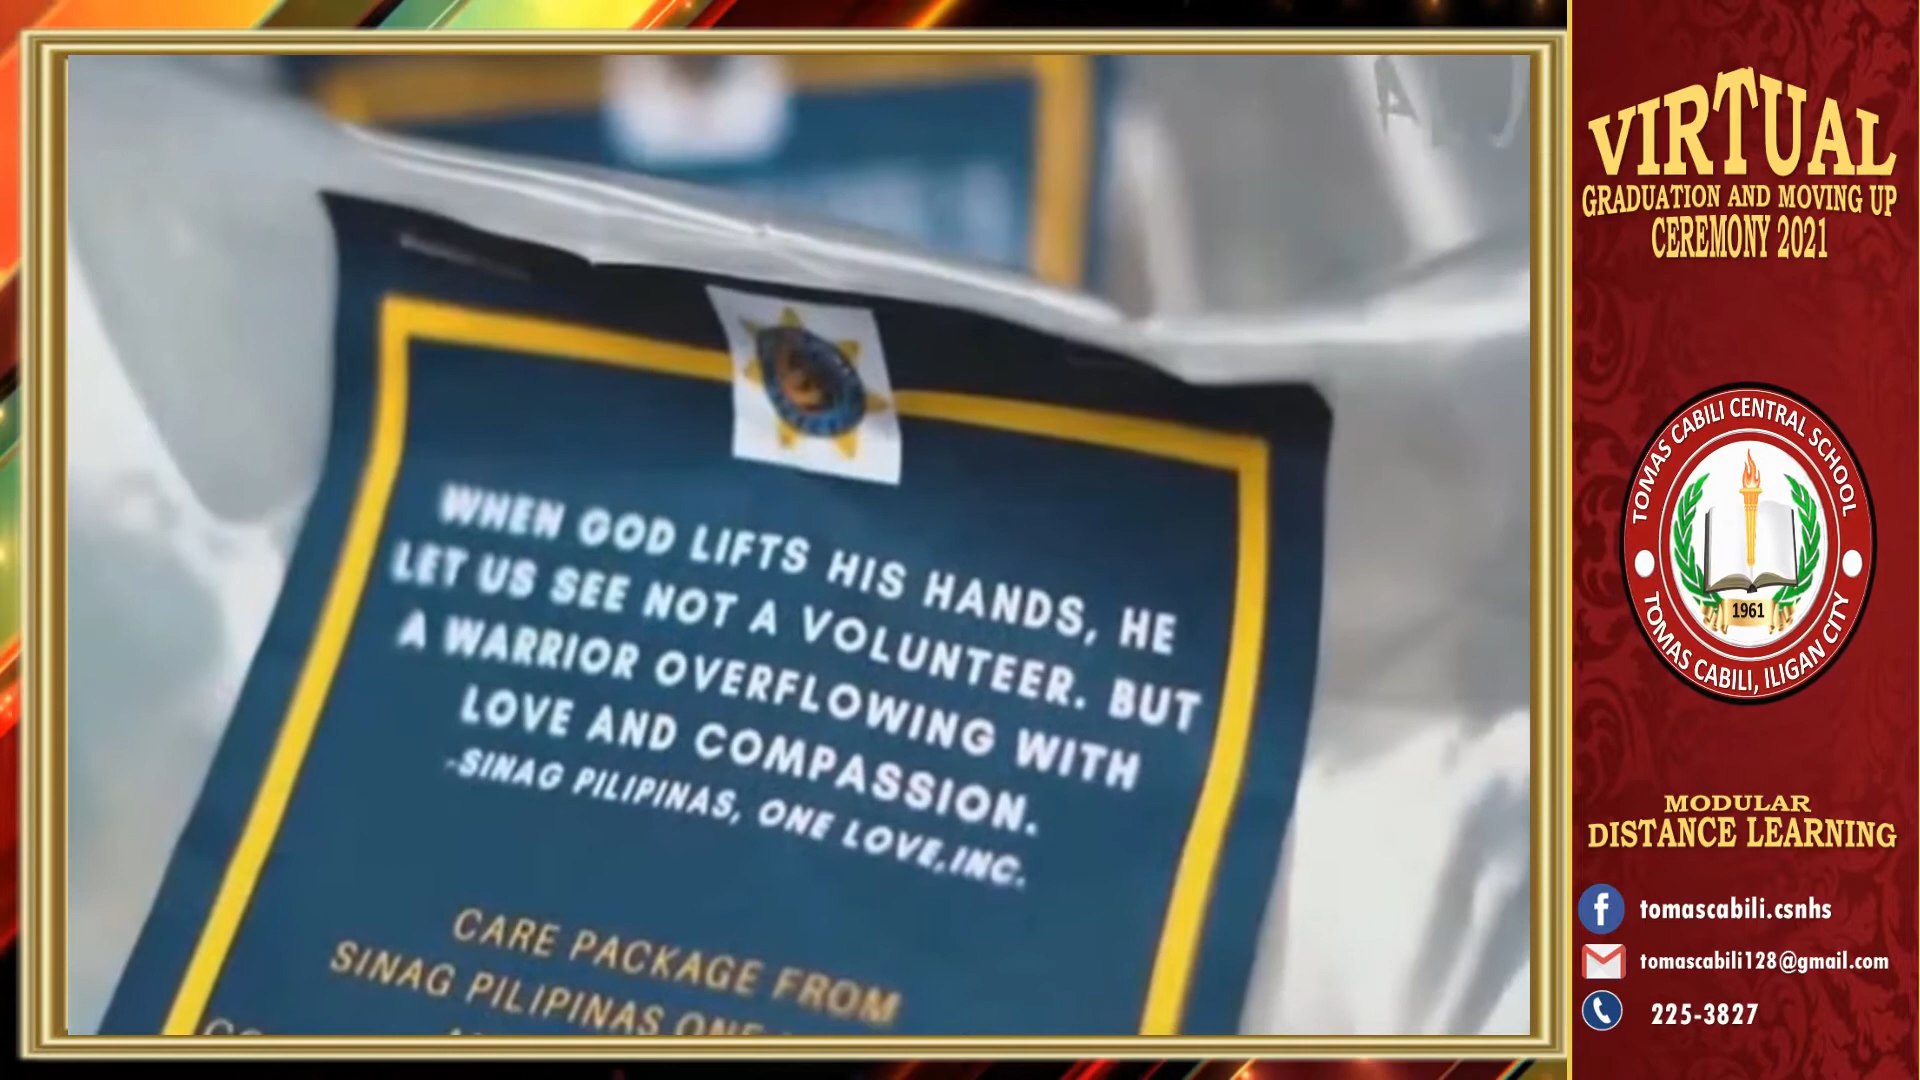 WHEN GOD LIFTS HIS HANDS, HE
LET US SEE NOT A VOLUNTEER. BUT
A WARRIOR OVERFLOWING WITH
LOVE AND COMPASSION.
-SINAG PILIPINAS, ONE LOVE,INC.
CARE PACKAGE FROM
SINAG PILIPINAS ONE
VIRTUAL
GRADUATION AND MOVING UP
CEREMONY 2021
TOMAS CABILI CENTRAL SCHOOL
1961
TOMAS CABILI, ILIGAN CITY
MODULAR
DISTANCE LEARNING
tomascabili.csnhs
tomascabili128@gmail.com
225-3827